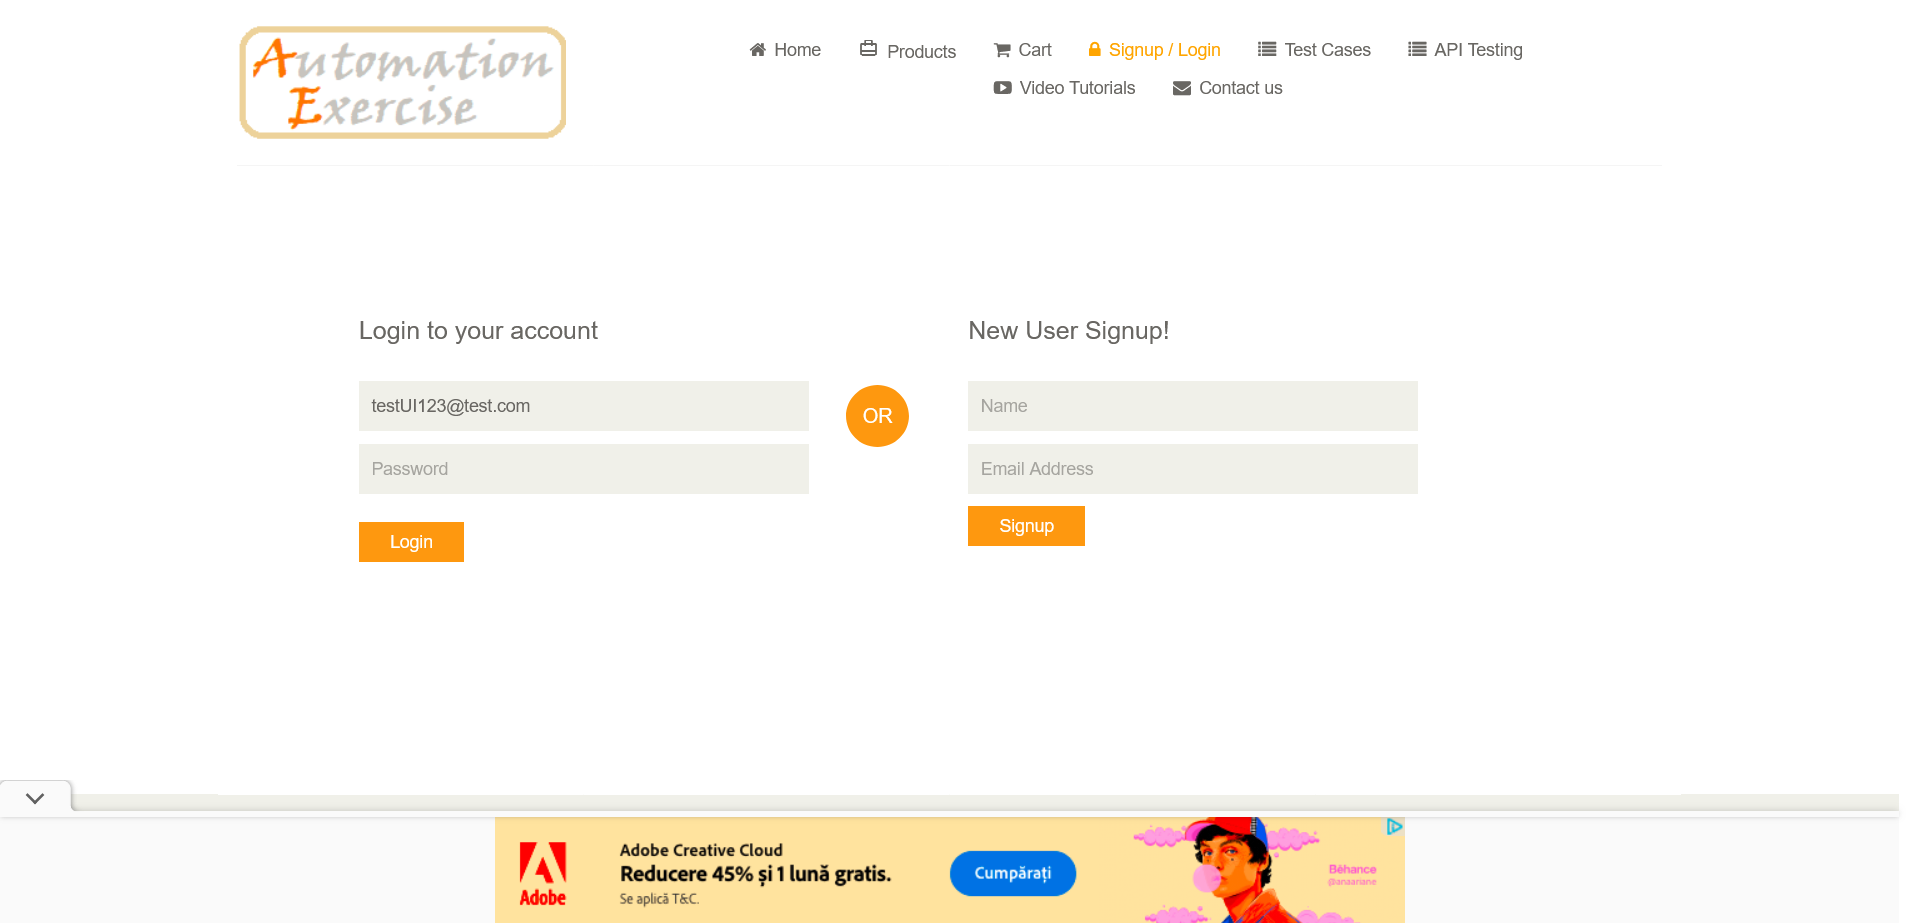 Automation
Exercise
Home
Products
Cart
Signup / Login
Test Cases
API Testing
Video Tutorials
Contact us
Login to your account
testUI123@test.com
Password
Login
OR
New User Signup!
Name
Email Address
Signup
Adobe
Adobe Creative Cloud
Reducere 45% și 1 lună gratis.
Se aplică T&C.
Cumpărați
Bēhance
@anaariane